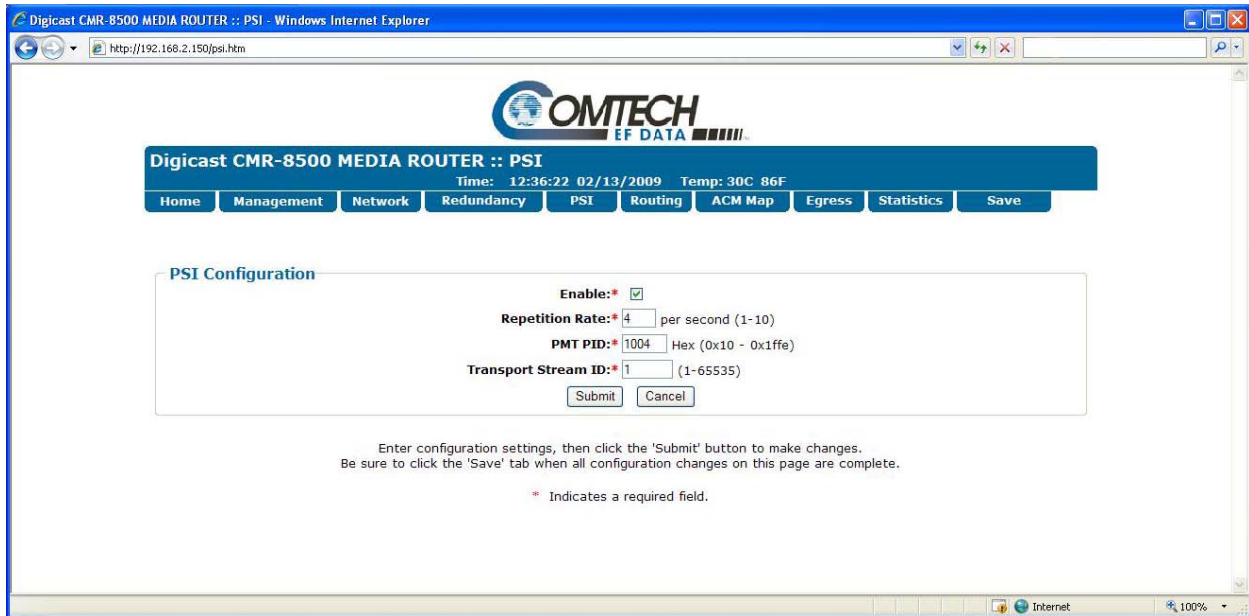 Digicast CMR-8500 MEDIA ROUTER :: PSI - Windows Internet Explorer
http://192.168.2.150/psi.htm
COMTECH
EF DATA
Digicast CMR-8500 MEDIA ROUTER :: PSI
Time: 12:36:22 02/13/2009 Temp: 30C 86F
Home Management Network Redundancy PSI Routing ACM Map Egress Statistics Save
PSI Configuration
Enable:*
Repetition Rate:* 4 per second (1-10)
PMT PID:* 1004 Hex (0x10 - 0x1ffe)
Transport Stream ID:* 1 (1-65535)
Submit Cancel
Enter configuration settings, then click the 'Submit' button to make changes.
Be sure to click the 'Save' tab when all configuration changes on this page are complete.
* Indicates a required field.
Internet 100%